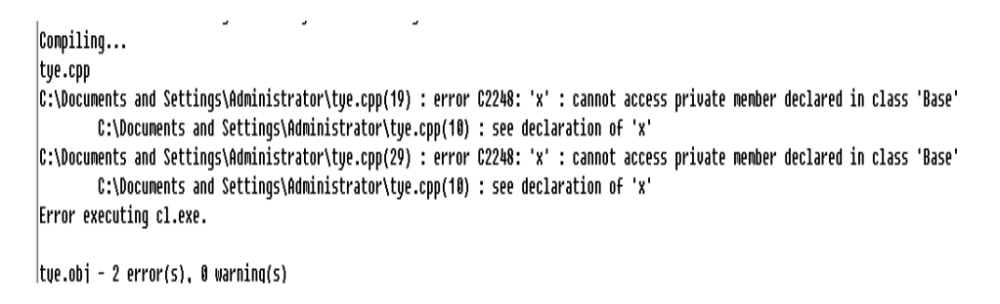 Compiling...
tye.cpp
C:\Documents and Settings\Administrator\tye.cpp(19) : error C2248: 'x' : cannot access private member declared in class 'Base'
C:\Documents and Settings\Administrator\tye.cpp(10) : see declaration of 'x'
C:\Documents and Settings\Administrator\tye.cpp(29) : error C2248: 'x' : cannot access private member declared in class 'Base'
C:\Documents and Settings\Administrator\tye.cpp(10) : see declaration of 'x'
Error executing cl.exe.
tye.obj - 2 error(s), 0 warning(s)